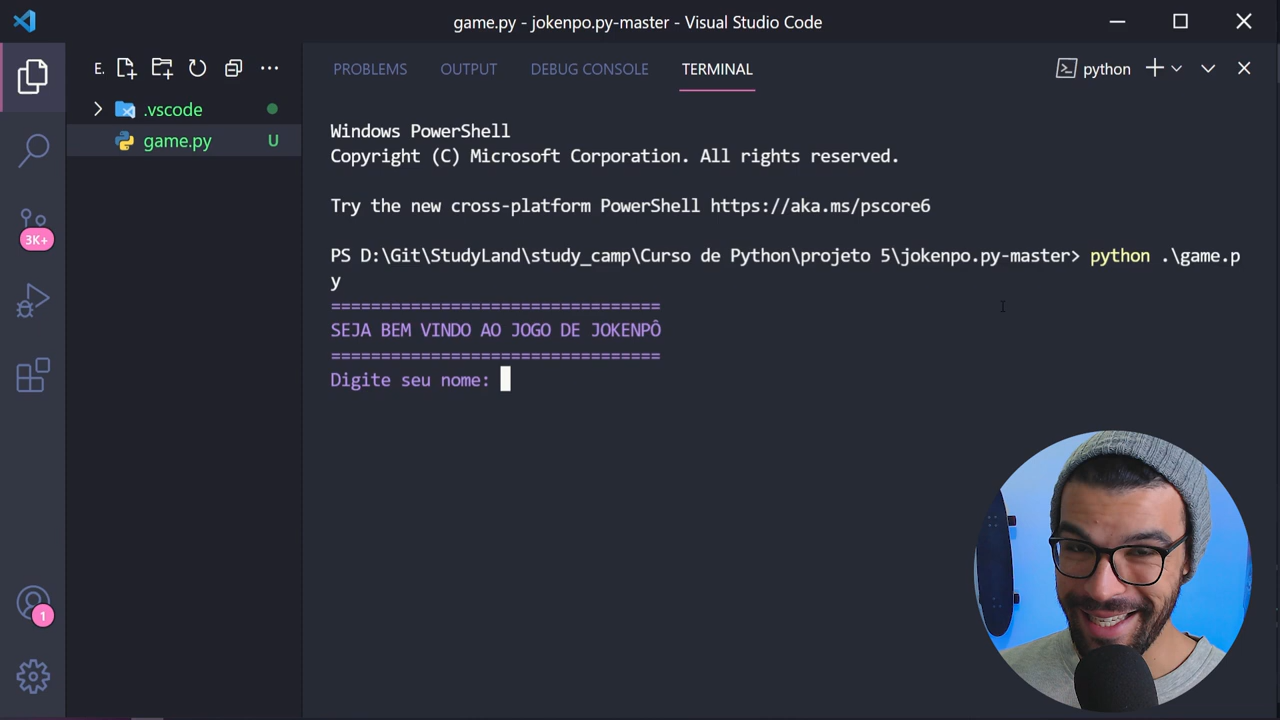 game.py - jokenpo.py-master - Visual Studio Code
E.
PROBLEMS OUTPUT DEBUG CONSOLE TERMINAL python
.vscode
game.py U
3K+
1
Windows PowerShell
Copyright (C) Microsoft Corporation. All rights reserved.
Try the new cross-platform PowerShell https://aka.ms/pscore6
PS D:\Git\StudyLand\study_camp\Curso de Python\projeto 5\jokenpo.py-master> python .\game.p
y
=================================
SEJA BEM VINDO AO JOGO DE JOKENPÔ
=================================
Digite seu nome: